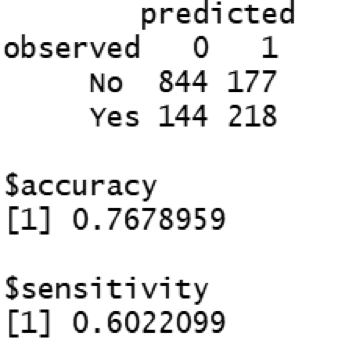 predicted
observed 0 1
No 844 177
Yes 144 218
$accuracy
[1] 0.7678959
$sensitivity
[1] 0.6022099